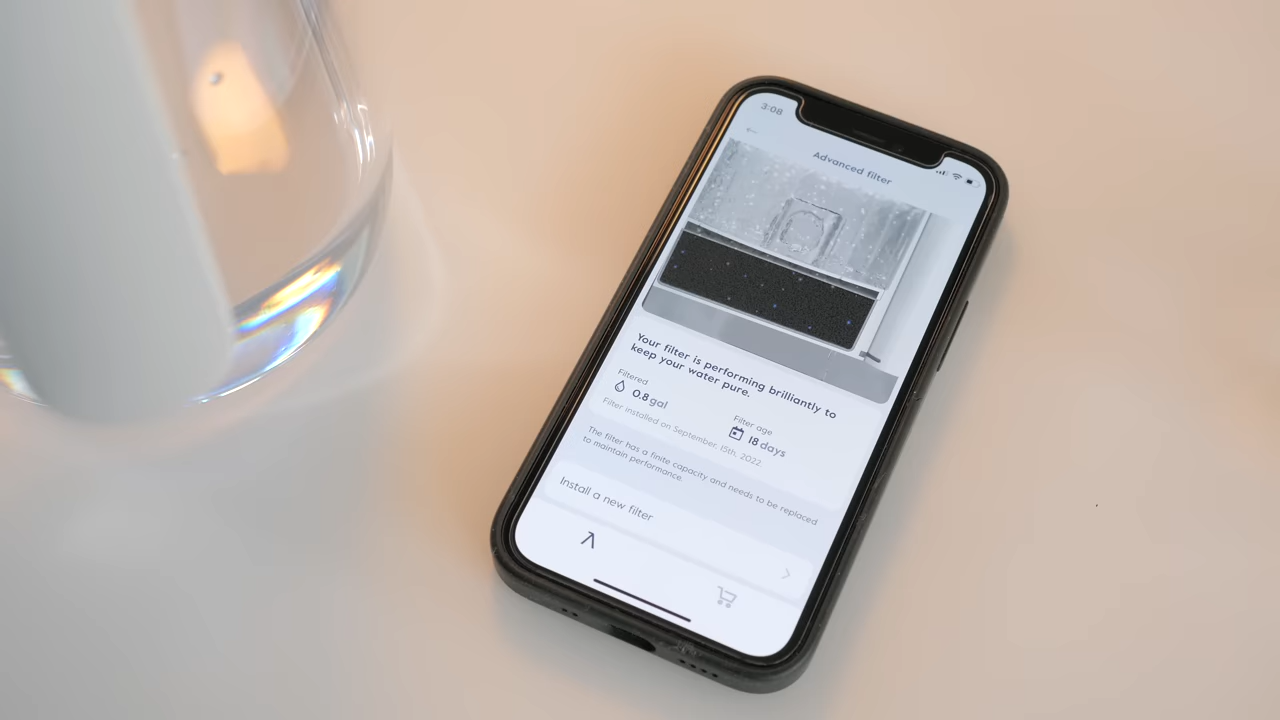 3:08
Advanced filter
Your filter is performing brilliantly to
keep your water pure.
Filtered
0.8 gal
Filter age
18 days
Filter installed on September, 15th, 2022.
The filter has a finite capacity and needs to be replaced
to maintain performance.
Install a new filter